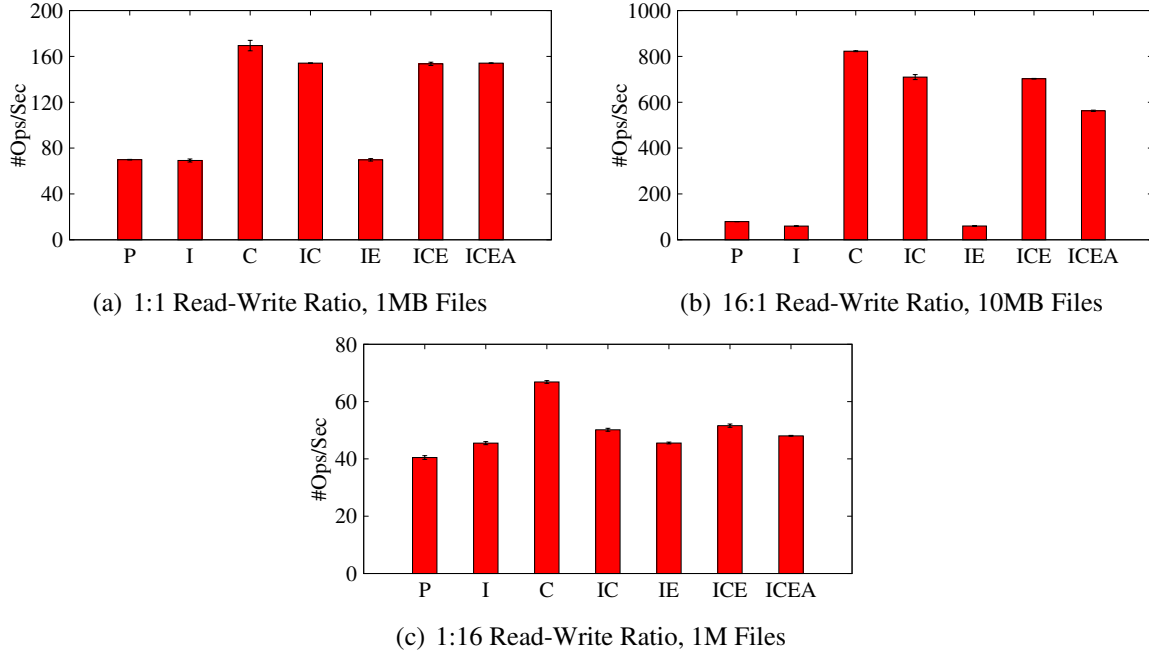 200
160
120
80
40
0
#Ops/Sec
P I C IC IE ICE ICEA
(a) 1:1 Read-Write Ratio, 1MB Files
1000
800
600
400
200
0
#Ops/Sec
P I C IC IE ICE ICEA
(b) 16:1 Read-Write Ratio, 10MB Files
80
60
40
20
0
#Ops/Sec
P I C IC IE ICE ICEA
(c) 1:16 Read-Write Ratio, 1M Files